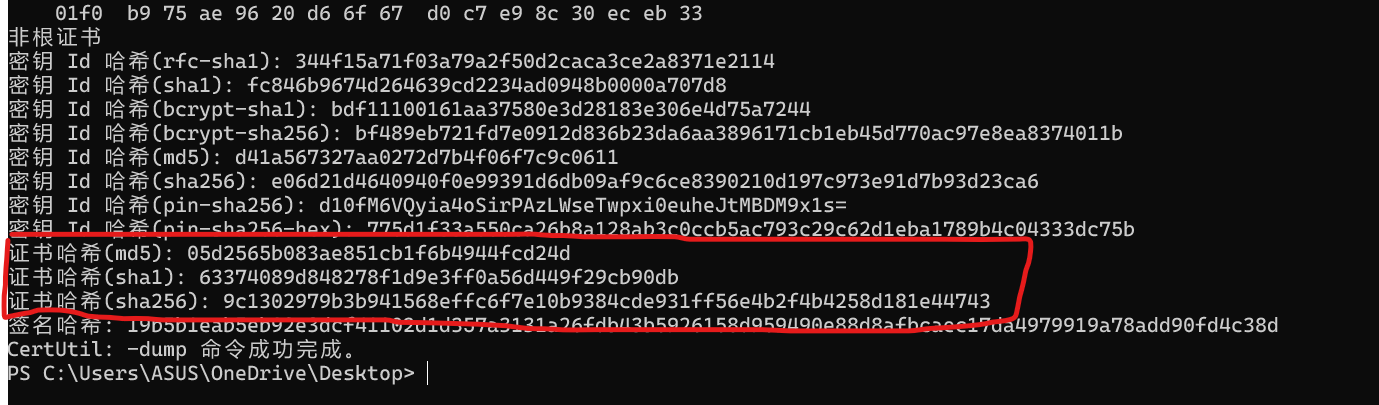 01f0  b9 75 ae 96 20 d6 6f 67  d0 c7 e9 8c 30 ec eb 33
非根证书
密钥 Id 哈希(rfc-sha1): 344f15a71f03a79a2f50d2caca3ce2a8371e2114
密钥 Id 哈希(sha1): fc846b9674d264639cd2234ad0948b0000a707d8
密钥 Id 哈希(bcrypt-sha1): bdf11100161aa37580e3d28183e306e4d75a7244
密钥 Id 哈希(bcrypt-sha256): bf489eb721fd7e0912d836b23da6aa3896171cb1eb45d770ac97e8ea8374011b
密钥 Id 哈希(md5): d41a567327aa0272d7b4f06f7c9c0611
密钥 Id 哈希(sha256): e06d21d4640940f0e99391d6db09af9c6ce8390210d197c973e91d7b93d23ca6
密钥 Id 哈希(pin-sha256): d10fM6VQyia4oSirPAzLWseTwpxi0euheJtMBDM9x1s=
密钥 Id 哈希(pin-sha256-hex): 775d1f33a550ca26b8a128ab3c0ccb5ac793c29c62d1eba1789b4c04333dc75b
证书哈希(md5): 05d2565b083ae851cb1f6b4944fcd24d
证书哈希(sha1): 63374089d848278f1d9e3ff0a56d449f29cb90db
证书哈希(sha256): 9c1302979b3b941568effc6f7e10b9384cde931ff56e4b2f4b4258d181e44743
签名哈希:
CertUtil: -dump 命令成功完成。
PS C:\Users\ASUS\OneDrive\Desktop>